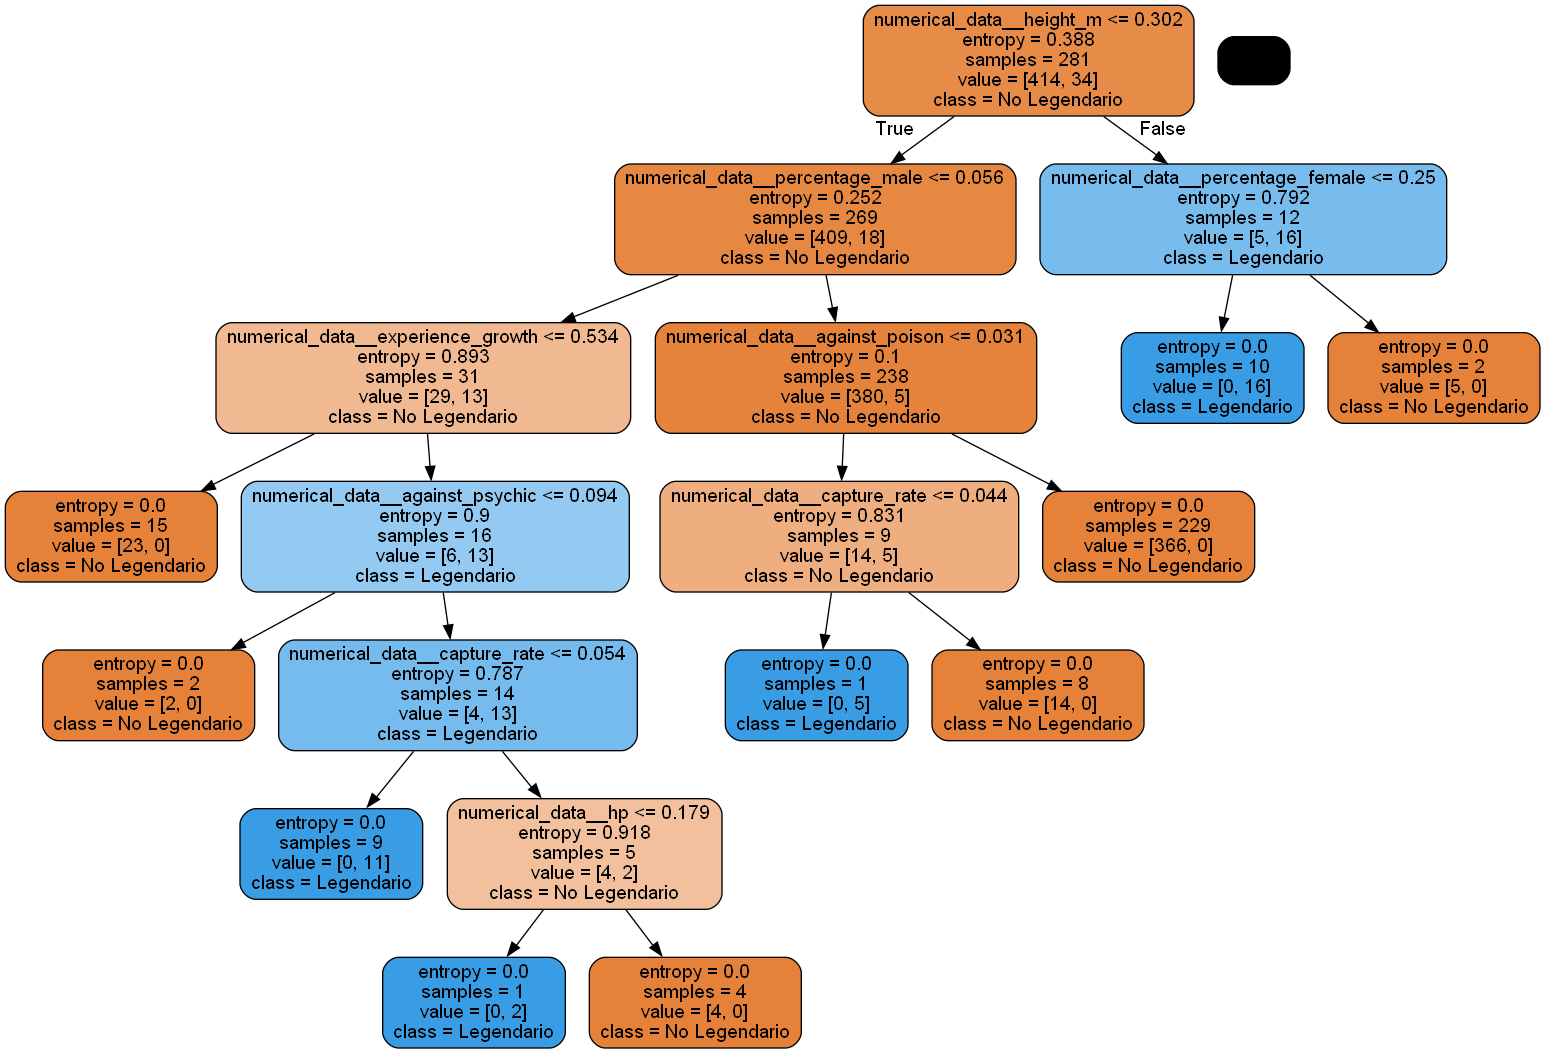 numerical_data__height_m <= 0.302
entropy = 0.388
samples = 281
value = [414, 34]
class = No Legendario
True
False
numerical_data__percentage_male <= 0.056
entropy = 0.252
samples = 269
value = [409, 18]
class = No Legendario
numerical_data__percentage_female <= 0.25
entropy = 0.792
samples = 12
value = [5, 16]
class = Legendario
numerical_data__experience_growth <= 0.534
entropy = 0.893
samples = 31
value = [29, 13]
class = No Legendario
numerical_data__against_poison <= 0.031
entropy = 0.1
samples = 238
value = [380, 5]
class = No Legendario
entropy = 0.0
samples = 10
value = [0, 16]
class = Legendario
entropy = 0.0
samples = 2
value = [5, 0]
class = No Legendario
entropy = 0.0
samples = 15
value = [23, 0]
class = No Legendario
numerical_data__against_psychic <= 0.094
entropy = 0.9
samples = 16
value = [6, 13]
class = Legendario
numerical_data__capture_rate <= 0.044
entropy = 0.831
samples = 9
value = [14, 5]
class = No Legendario
entropy = 0.0
samples = 229
value = [366, 0]
class = No Legendario
entropy = 0.0
samples = 2
value = [2, 0]
class = No Legendario
numerical_data__capture_rate <= 0.054
entropy = 0.787
samples = 14
value = [4, 13]
class = Legendario
entropy = 0.0
samples = 1
value = [0, 5]
class = Legendario
entropy = 0.0
samples = 8
value = [14, 0]
class = No Legendario
entropy = 0.0
samples = 9
value = [0, 11]
class = Legendario
numerical_data__hp <= 0.179
entropy = 0.918
samples = 5
value = [4, 2]
class = No Legendario
entropy = 0.0
samples = 1
value = [0, 2]
class = Legendario
entropy = 0.0
samples = 4
value = [4, 0]
class = No Legendario